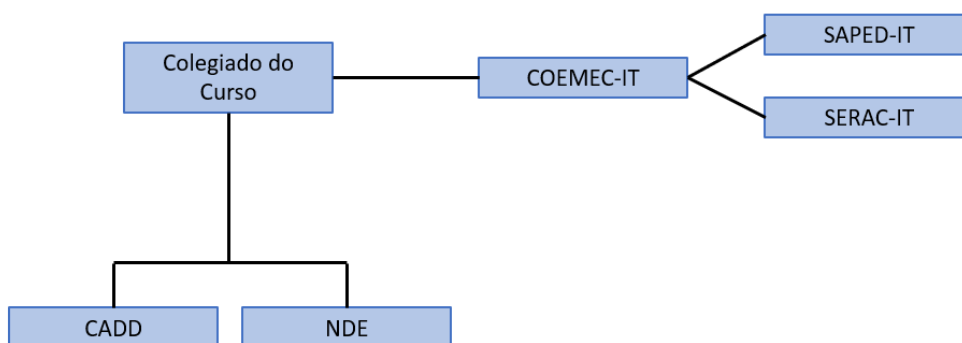 Colegiado do
Curso
COEMEC-IT
SAPED-IT
SERAC-IT
CADD
NDE